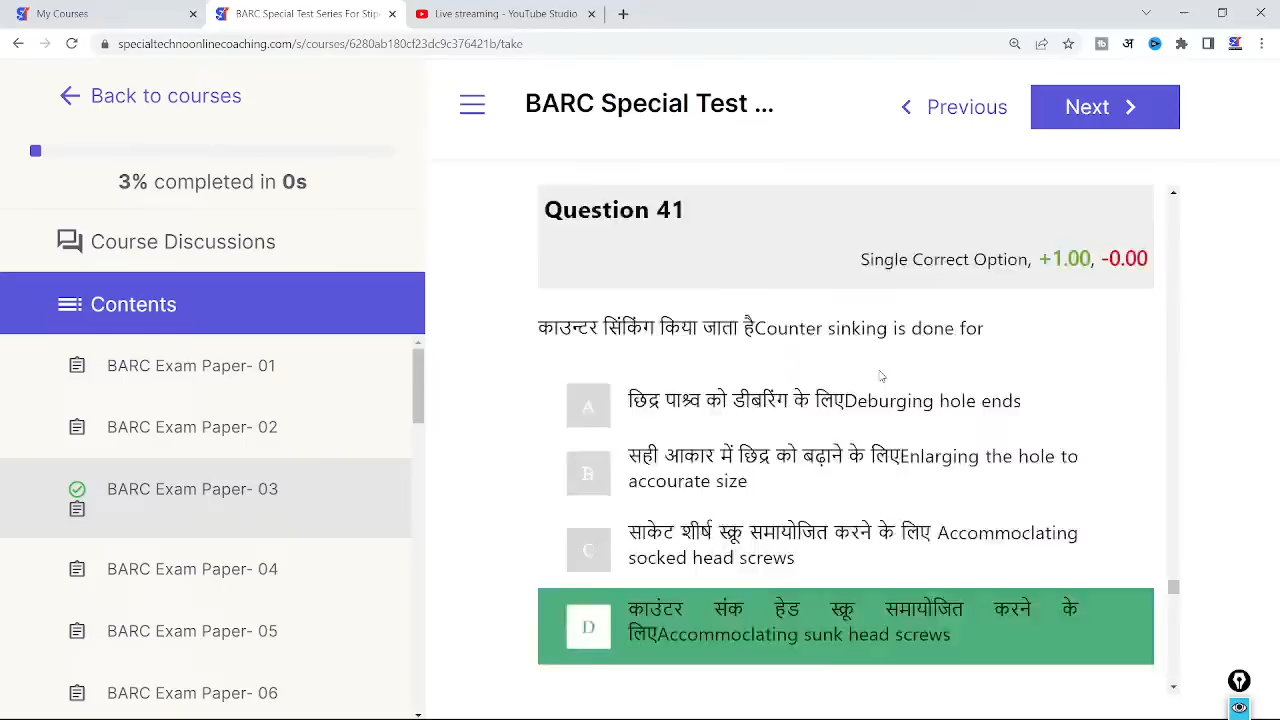 My Courses
BARC Special Test Series For Stip
Live streaming - YouTube Studio
specialtechnoonlinecoaching.com/s/courses/6280ab180cf23dc9c376421b/take
Back to courses
BARC Special Test ...
Previous
Next
3% completed in 0s
Course Discussions
Contents
BARC Exam Paper- 01
BARC Exam Paper- 02
BARC Exam Paper- 03
BARC Exam Paper- 04
BARC Exam Paper- 05
BARC Exam Paper- 06
Question 41
Single Correct Option, +1.00, -0.00
काउन्टर सिंकिंग किया जाता हैCounter sinking is done for
A
छिद्र पाश्र्व को डीबरिंग के लिएDeburging hole ends
B
सही आकार में छिद्र को बढ़ाने के लिएEnlarging the hole to
accourate size
C
साकेट शीर्ष स्क्रू समायोजित करने के लिए Accommoclating
socked head screws
D
काउंटर संक हेड स्क्रू समायोजित करने के
लिएAccommoclating sunk head screws